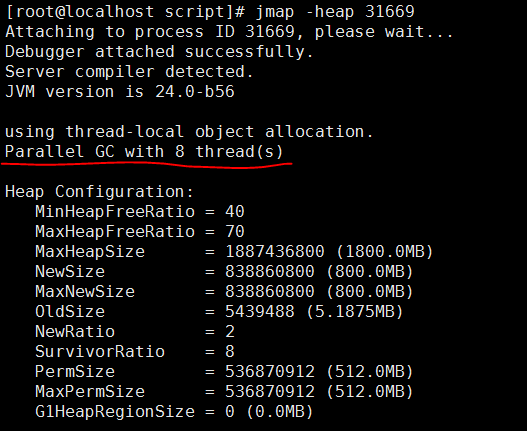 [root@localhost script]# jmap -heap 31669
Attaching to process ID 31669, please wait...
Debugger attached successfully.
Server compiler detected.
JVM version is 24.0-b56
using thread-local object allocation.
Parallel GC with 8 thread(s)
Heap Configuration:
MinHeapFreeRatio = 40
MaxHeapFreeRatio = 70
MaxHeapSize = 1887436800 (1800.0MB)
NewSize = 838860800 (800.0MB)
MaxNewSize = 838860800 (800.0MB)
OldSize = 5439488 (5.1875MB)
NewRatio = 2
SurvivorRatio = 8
PermSize = 536870912 (512.0MB)
MaxPermSize = 536870912 (512.0MB)
G1HeapRegionSize = 0 (0.0MB)